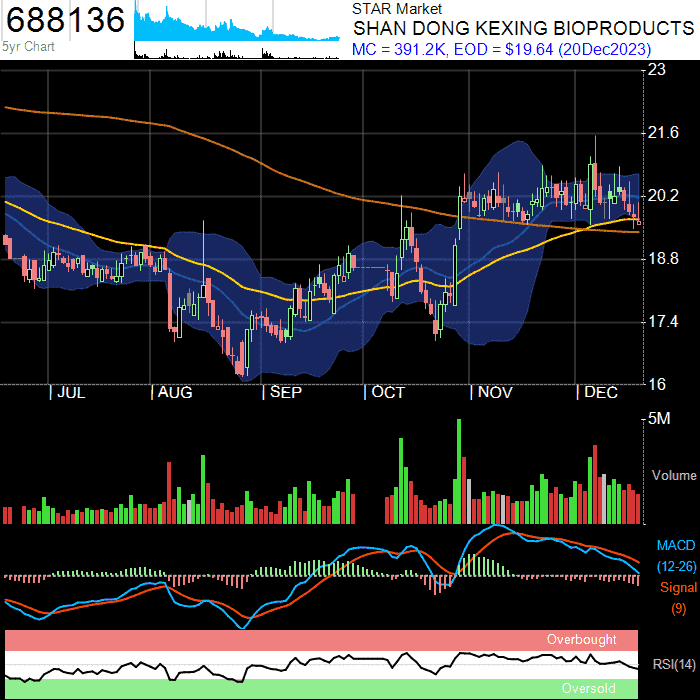 688136
5yr Chart
STAR Market
SHAN DONG KEXING BIOPRODUCTS
MC = 391.2K, EOD = $19.64 (20Dec2023)
23
21.6
20.2
18.8
17.4
16
| JUL | AUG | SEP | OCT | NOV | DEC
5M
Volume
MACD
(12-26)
Signal
(9)
Overbought
RSI(14)
Oversold